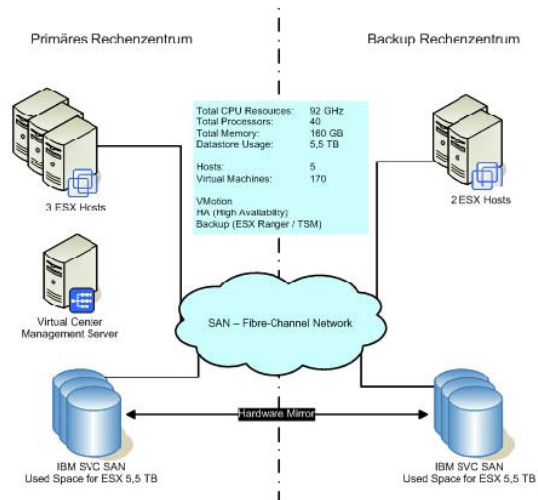 Primäres Rechenzentrum
Backup Rechenzentrum
Total CPU Resouces: 92 GHz
Total Processors: 40
Total Memory: 160 GB
Datastore Usage: 5,5 TB
Hosts: 5
Virtual Machines: 170
VMotion
HA (High Availability)
Backup (ESX Ranger / TSM)
3 ESX Hosts
2 ESX Hosts
Virtual Center
Management Server
SAN – Fibre-Channel Network
Hardware Mirror
IBM SVC SAN
Used Space for ESX 5,5 TB
IBM SVC SAN
Used Space for ESX 5,5 TB